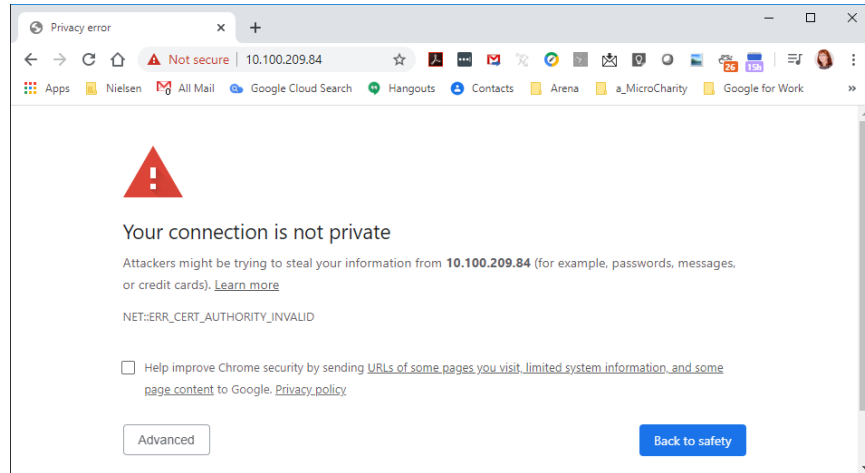 Privacy error
Not secure | 10.100.209.84
26
15h
Apps Nielsen All Mail Google Cloud Search Hangouts Contacts Arena a_MicroCharity Google for Work »
Your connection is not private
Attackers might be trying to steal your information from 10.100.209.84 (for example, passwords, messages,
or credit cards). Learn more
NET::ERR_CERT_AUTHORITY_INVALID
Help improve Chrome security by sending URLs of some pages you visit, limited system information, and some
page content to Google. Privacy policy
Advanced Back to safety